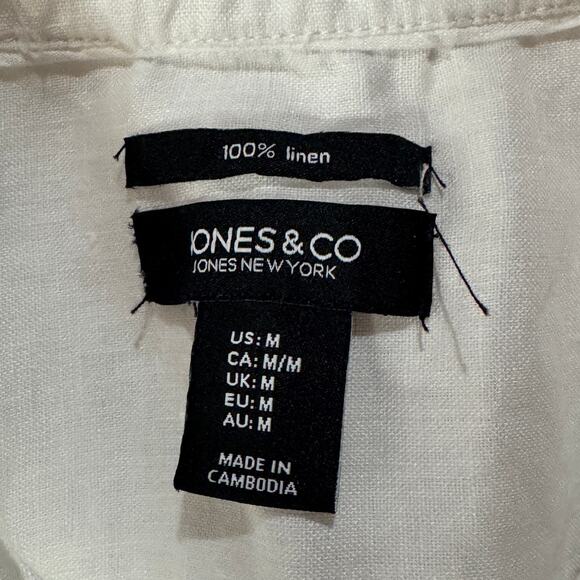 100% linen
JONES & CO
JONES NEW YORK
US: M
CA: M/M
UK: M
EU: M
AU: M
MADE IN
CAMBODIA